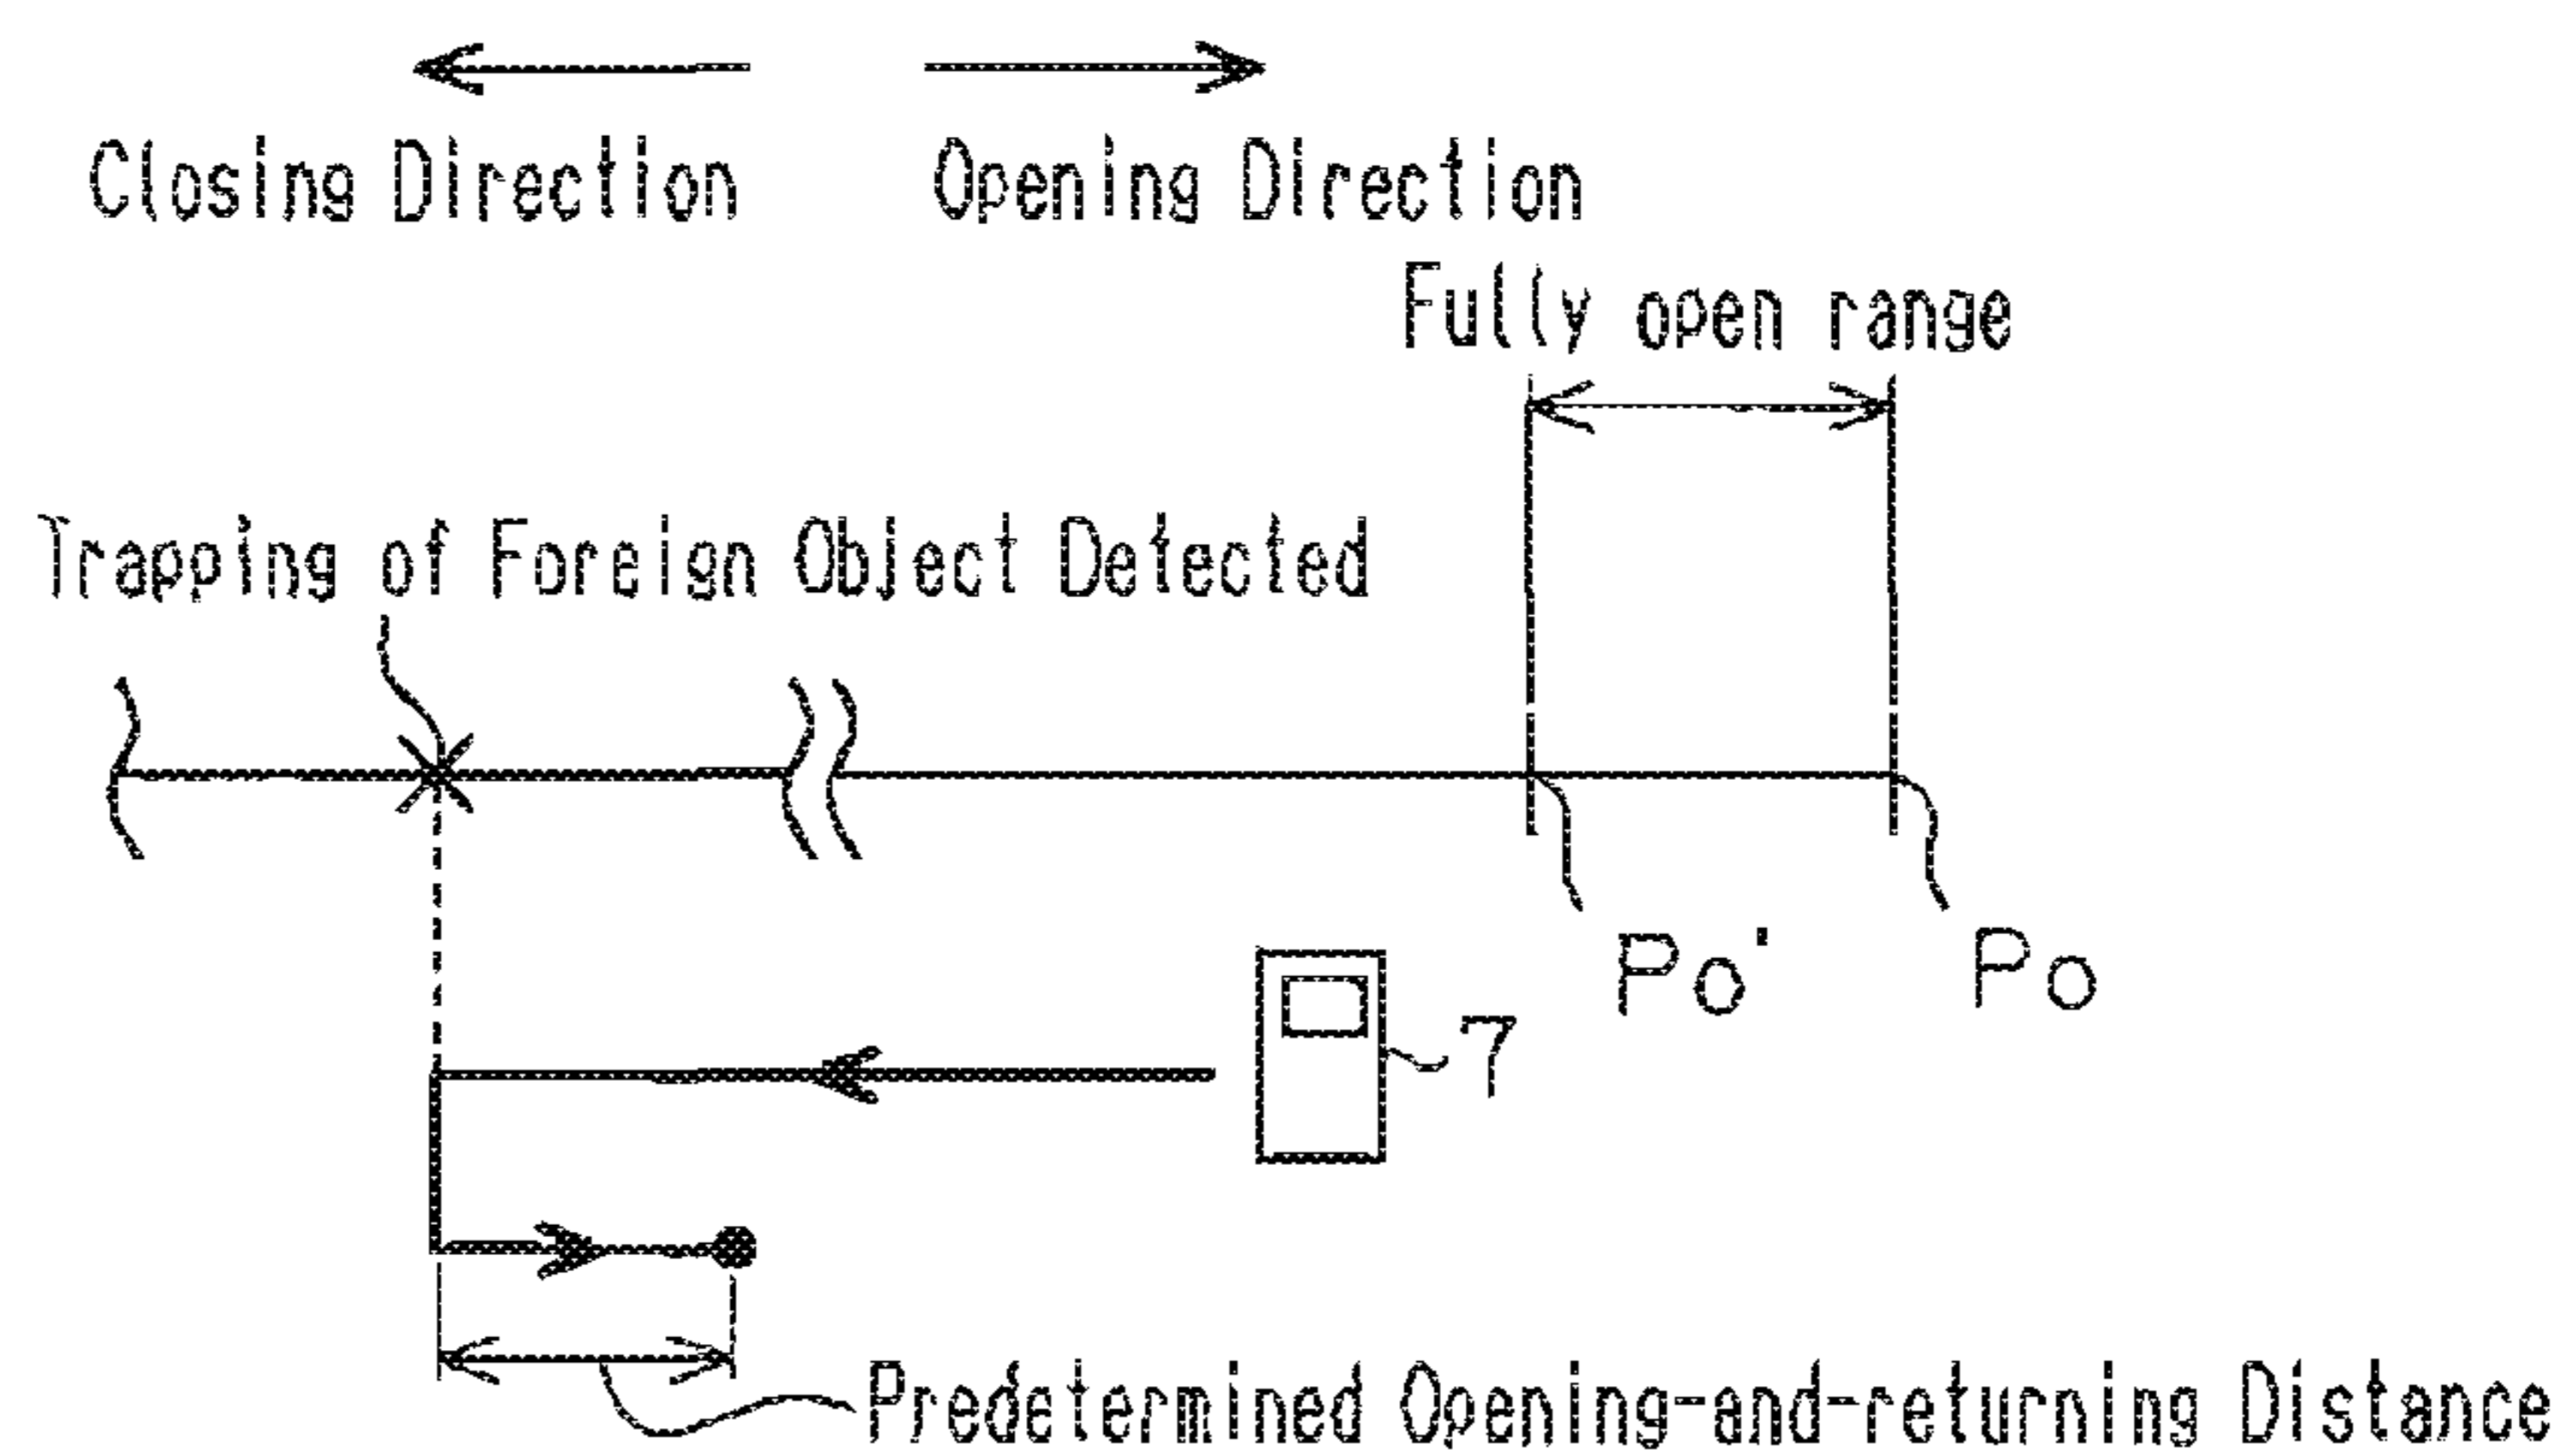 Closing Direction
Opening Direction
Fully open range
Trapping of Foreign Object Detected
Po'
Po
7
Predetermined Opening-and-returning Distance